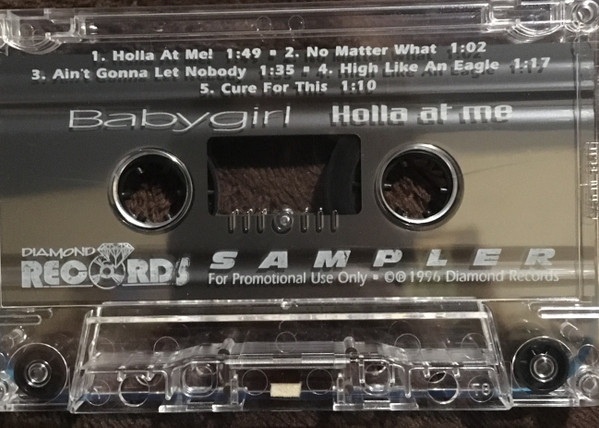 1. Holla At Me! 1:49 ▪ 2. No Matter What 1:02
3. Ain't Gonna Let Nobody 1:35 ▪ 4. High Like An Eagle 1:17
5. Cure For This 1:10
Babygirl Holla at me
DIAMOND
RECORDS
SAMPLER
For Promotional Use Only ▪ ©℗1996 Diamond Records